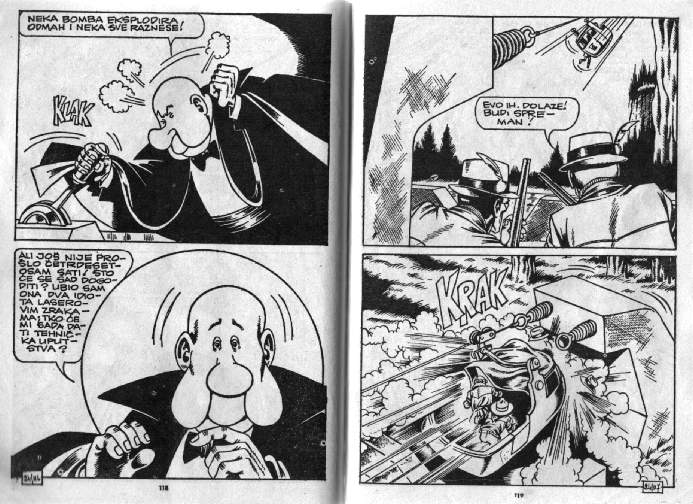 NEKA BOMBA EKSPLODIRA
ODMAH I NEKA SVE RAZNESE!
KLAK
ALI JOŠ NIJE PRO-
ŠLO ČETRDESET-
OSAM SATI! ŠTO
ĆE SE SAD DOGO-
DITI? UBIO SAM
ONA DVA IDIO-
TA LASERO-
VIM ZRAKA-
MA; TKO ĆE
MI SADA DA-
TI TEHNIČ-
KA UPUT-
STVA?
118
EVO IH. DOLAZE!
BUDI SPRE-
MAN!
KRAK
119